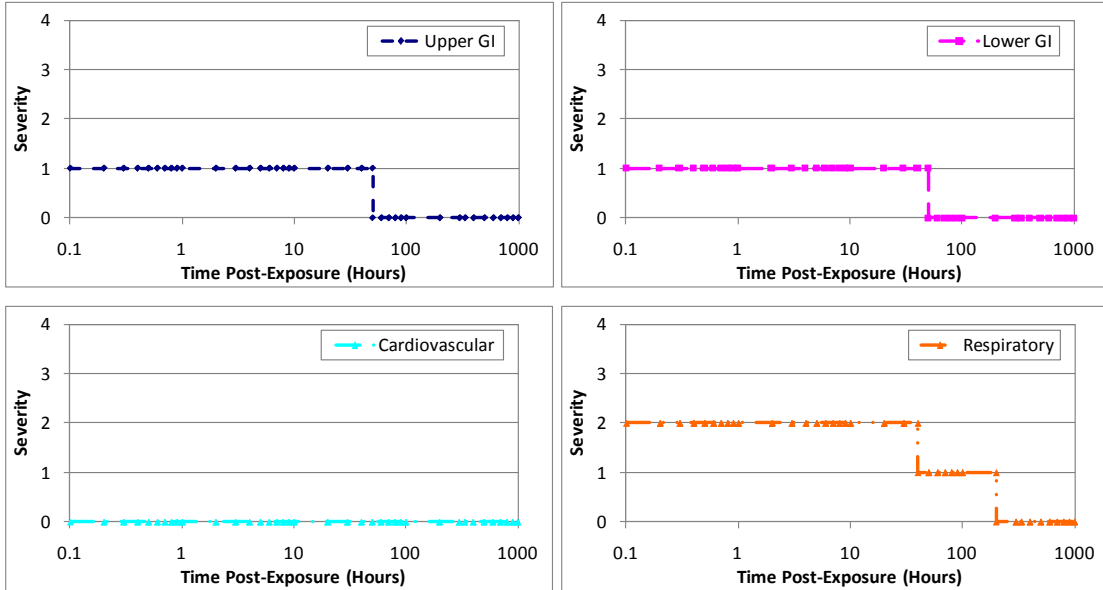 Upper GI
Severity
4
3
2
1
0
0.1 1 10 100 1000
Time Post-Exposure (Hours)
Lower GI
Severity
4
3
2
1
0
0.1 1 10 100 1000
Time Post-Exposure (Hours)
Cardiovascular
Severity
4
3
2
1
0
0.1 1 10 100 1000
Time Post-Exposure (Hours)
Respiratory
Severity
4
3
2
1
0
0.1 1 10 100 1000
Time Post-Exposure (Hours)